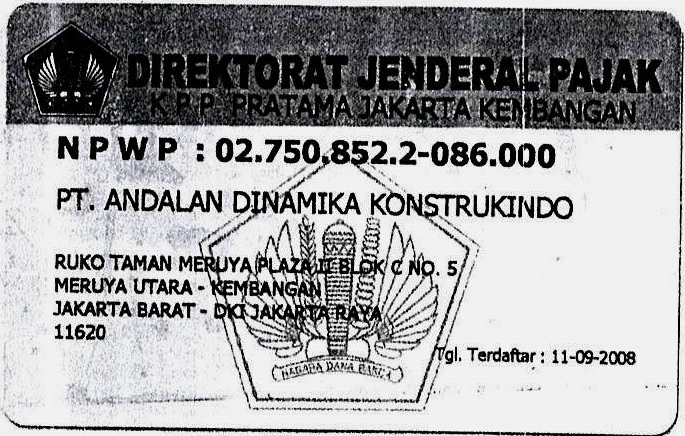 DIREKTORAT JENDERAL PAJAK
KPP PRATAMA JAKARTA KEMBANGAN
NPWP : 02.750.852.2-086.000
PT. ANDALAN DINAMIKA KONSTRUKINDO
RUKO TAMAN MERUYA PLAZA II BLOK C NO. 5
MERUYA UTARA - KEMBANGAN
JAKARTA BARAT - DKI JAKARTA RAYA
11620
Tgl. Terdaftar : 11-09-2008
NAGARA DANA RAKCA